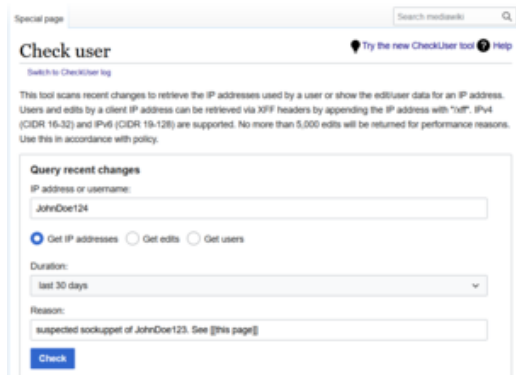 Special page
Search mediawiki
Check user
Try the new CheckUser tool
Help
Switch to CheckUser log
This tool scans recent changes to retrieve the IP addresses used by a user or show the edit/user data for an IP address.
Users and edits by a client IP address can be retrieved via XFF headers by appending the IP address with "/xff". IPv4
(CIDR 16-32) and IPv6 (CIDR 19-128) are supported. No more than 5,000 edits will be returned for performance reasons.
Use this in accordance with policy.
Query recent changes
IP address or username:
JohnDoe124
Get IP addresses Get edits Get users
Duration:
last 30 days
Reason:
suspected sockuppet of JohnDoe123. See [[this page]]
Check